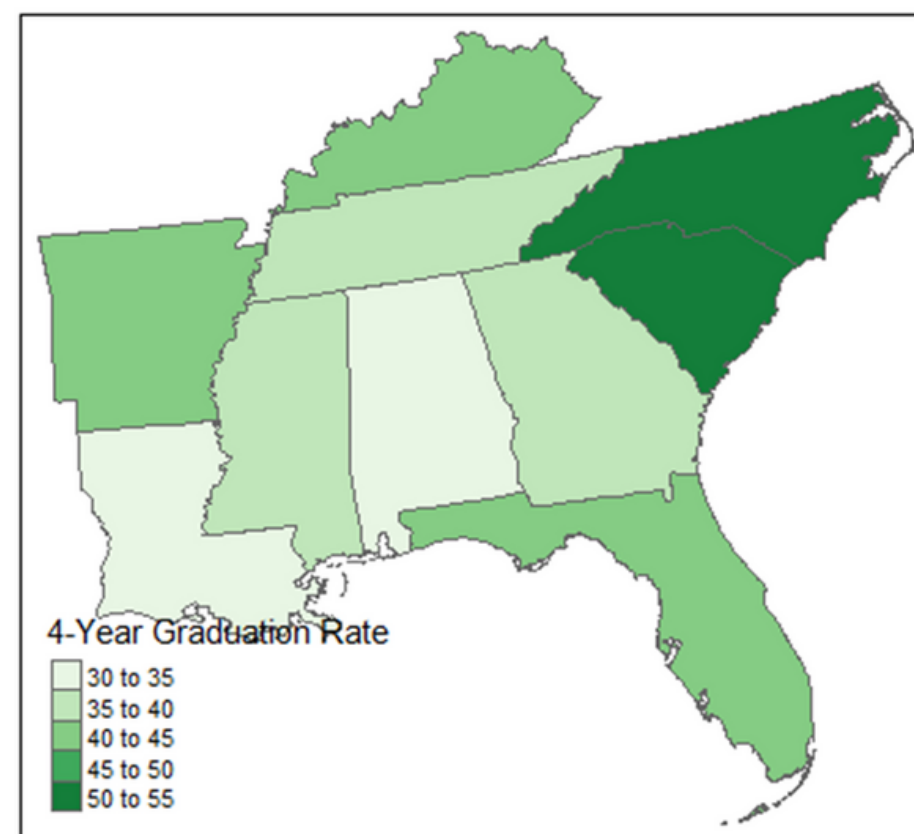 4-Year Graduation Rate
30 to 35
35 to 40
40 to 45
45 to 50
50 to 55